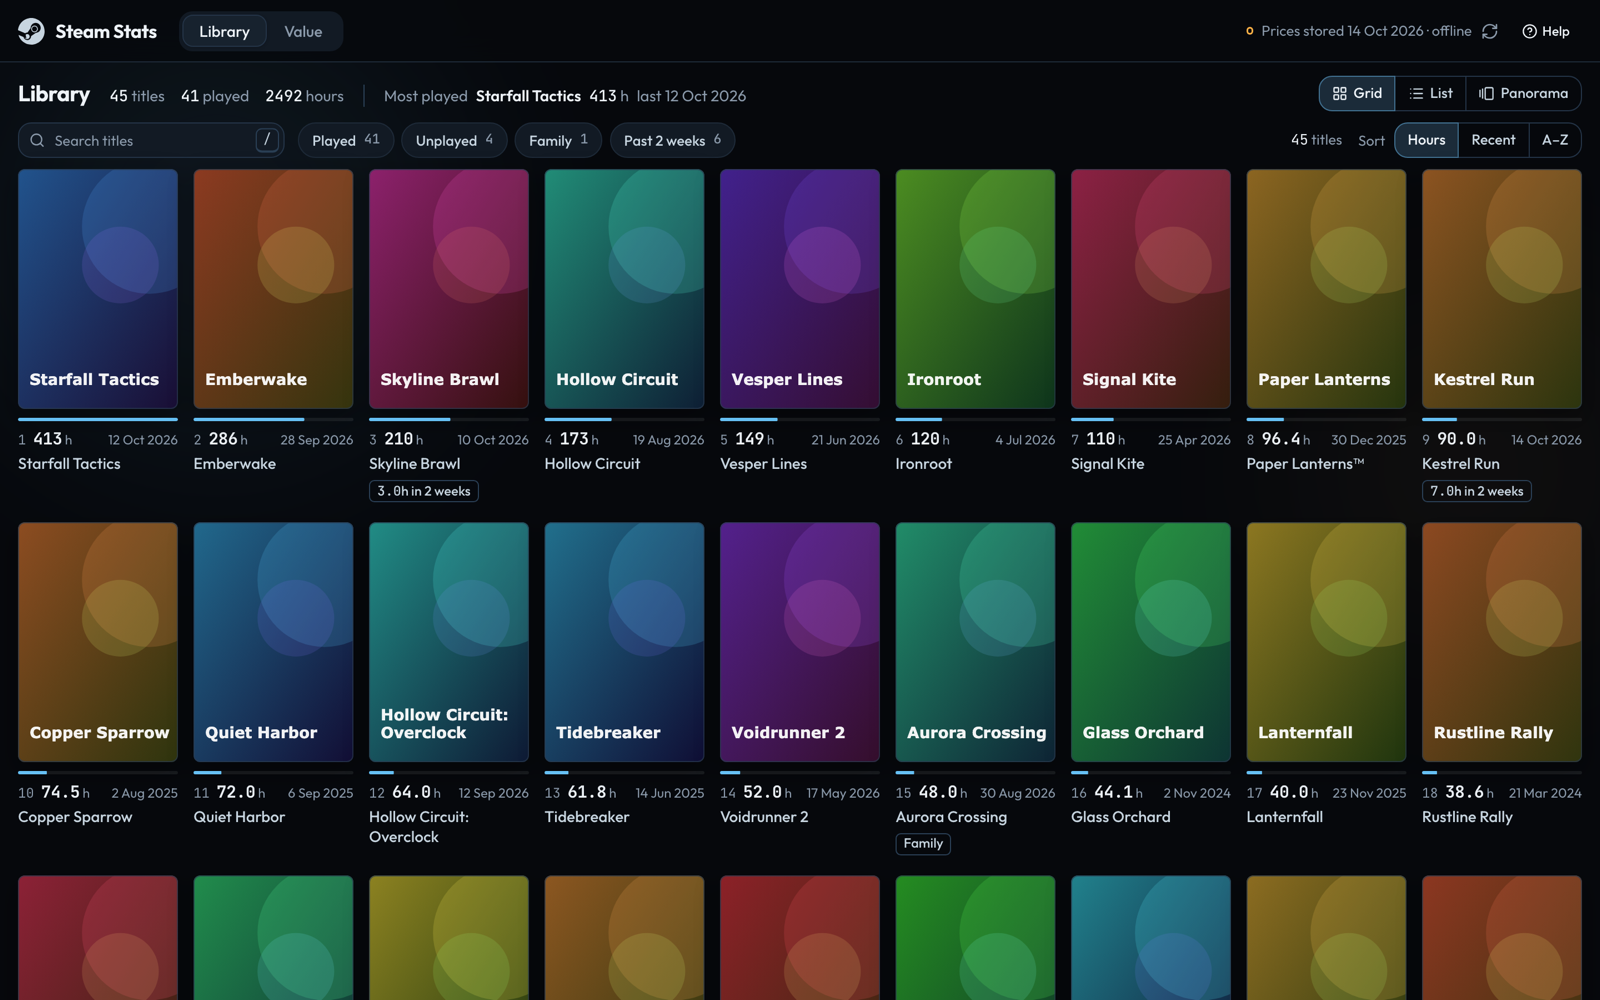 Steam Stats
Library
Value
Prices stored 14 Oct 2026 · offline
Help
Library
45 titles
41 played
2492 hours
Most played Starfall Tactics 413 h last 12 Oct 2026
Grid
List
Panorama
Search titles
/
Played 41
Unplayed 4
Family 1
Past 2 weeks 6
45 titles
Sort
Hours
Recent
A–Z
Starfall Tactics
Emberwake
Skyline Brawl
Hollow Circuit
Vesper Lines
Ironroot
Signal Kite
Paper Lanterns
Kestrel Run
1 413 h 12 Oct 2026
2 286 h 28 Sep 2026
3 210 h 10 Oct 2026
4 173 h 19 Aug 2026
5 149 h 21 Jun 2026
6 120 h 4 Jul 2026
7 110 h 25 Apr 2026
8 96.4 h 30 Dec 2025
9 90.0 h 14 Oct 2026
Starfall Tactics
Emberwake
Skyline Brawl
Hollow Circuit
Vesper Lines
Ironroot
Signal Kite
Paper Lanterns™
Kestrel Run
3.0h in 2 weeks
7.0h in 2 weeks
Copper Sparrow
Quiet Harbor
Hollow Circuit:
Overclock
Tidebreaker
Voidrunner 2
Aurora Crossing
Glass Orchard
Lanternfall
Rustline Rally
10 74.5 h 2 Aug 2025
11 72.0 h 6 Sep 2025
12 64.0 h 12 Sep 2026
13 61.8 h 14 Jun 2025
14 52.0 h 17 May 2026
15 48.0 h 30 Aug 2026
16 44.1 h 2 Nov 2024
17 40.0 h 23 Nov 2025
18 38.6 h 21 Mar 2024
Copper Sparrow
Quiet Harbor
Hollow Circuit:
Overclock
Tidebreaker
Voidrunner 2
Aurora Crossing
Glass Orchard
Lanternfall
Rustline Rally
Family